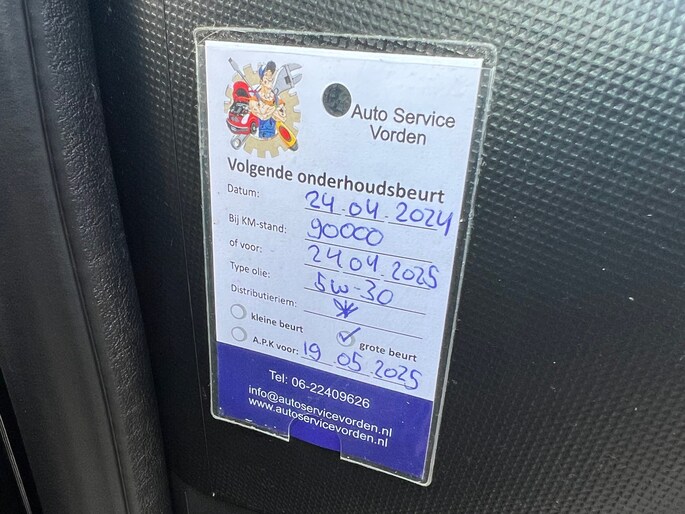 Auto Service
Vorden
Volgende onderhoudsbeurt
Datum: 24.04.2024
Bij KM-stand: 90000
of voor: 24.04.2025
Type olie: 5W-30
Distributieriem:
kleine beurt ✓ grote beurt
A.P.K voor: 19.05.2025
Tel: 06-22409626
info@autoservicevorden.nl
www.autoservicevorden.nl